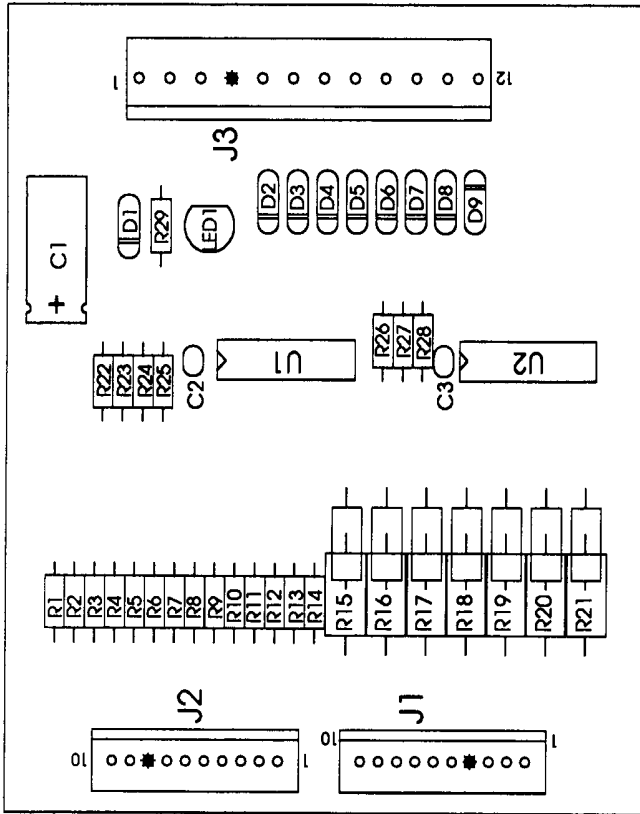 1
12
J3
C1
+
D1
R29
LED1
D2
D3
D4
D5
D6
D7
D8
D9
R22
R23
R24
R25
C2
U1
R26
R27
R28
C3
U2
R1
R2
R3
R4
R5
R6
R7
R8
R9
R10
R11
R12
R13
R14
R15
R16
R17
R18
R19
R20
R21
J2
10
1
J1
10
1